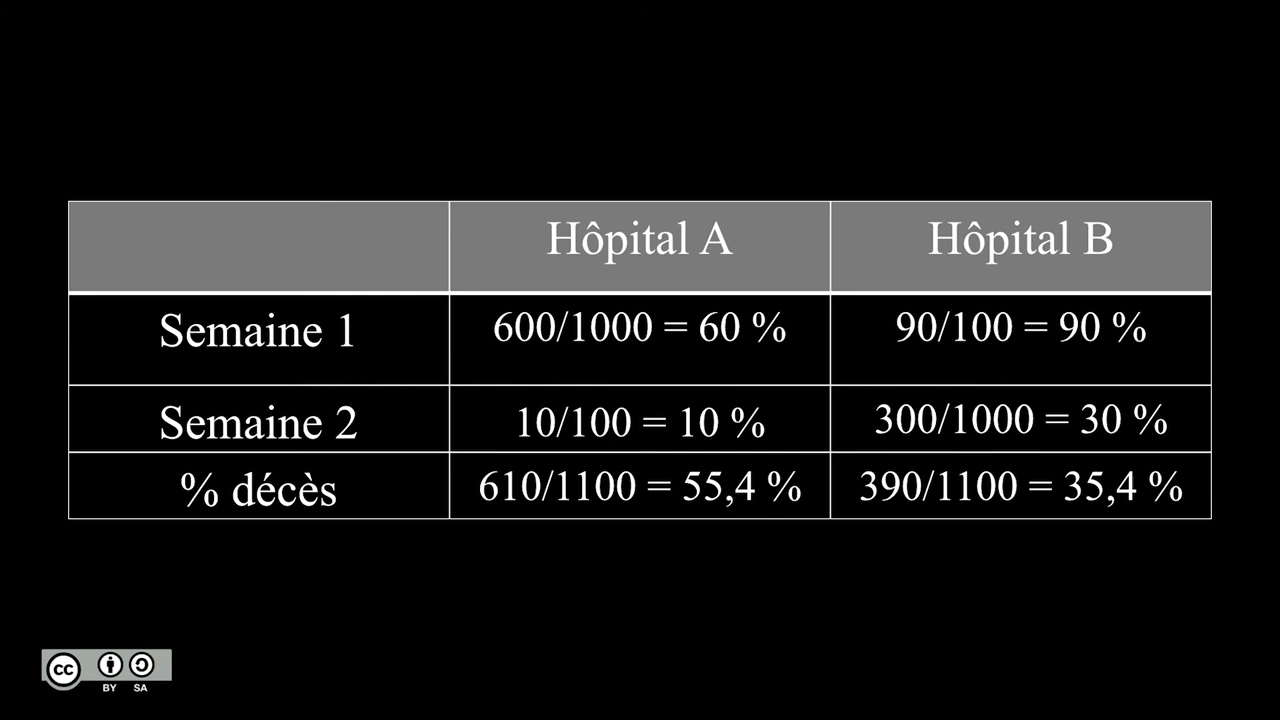 Hôpital A Hôpital B
Semaine 1 600/1000 = 60 % 90/100 = 90 %
Semaine 2 10/100 = 10 % 300/1000 = 30 %
% décès 610/1100 = 55,4 % 390/1100 = 35,4 %
cc
BY SA